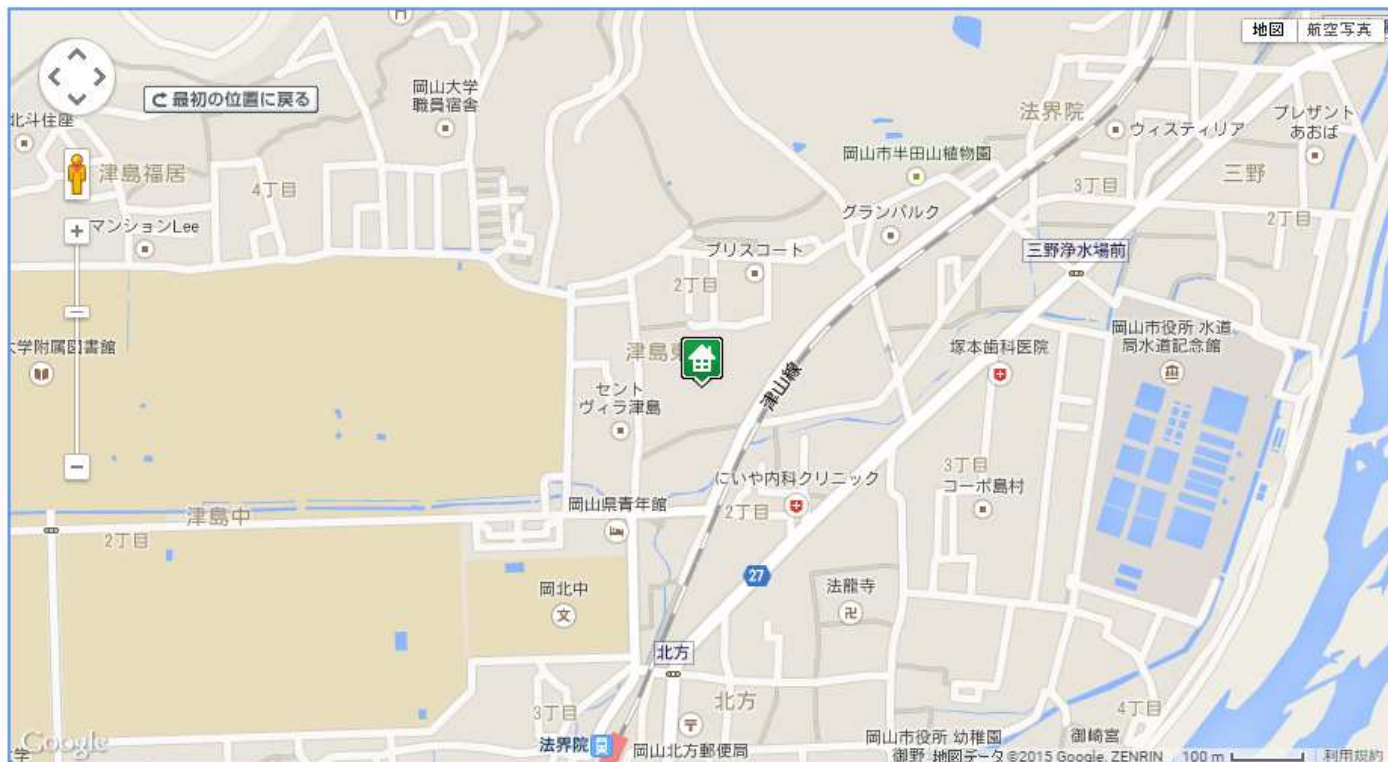 地図
航空写真
最初の位置に戻る
岡山大学
職員宿舎
北斗住座
津島福居
4丁目
マンションLee
法界院
ウィスティリア
プレザント
あおば
岡山市半田山植物園
3丁目
三野
2丁目
グランパルク
三野浄水場前
プリスコート
2丁目
大学附属図書館
津島東
セント
ヴィラ津島
津山線
塚本歯科医院
岡山市役所 水道
局水道記念館
にいや内科クリニック
3丁目
コーポ島村
岡山県青年館
2丁目
津島中
2丁目
27
岡北中
文
法龍寺
北方
北方
3丁目
法界院
岡山北方郵便局
4丁目
御崎宮
岡山市役所 幼稚園
御野
地図データ ©2015 Google, ZENRIN
100 m
利用規約
Google
学